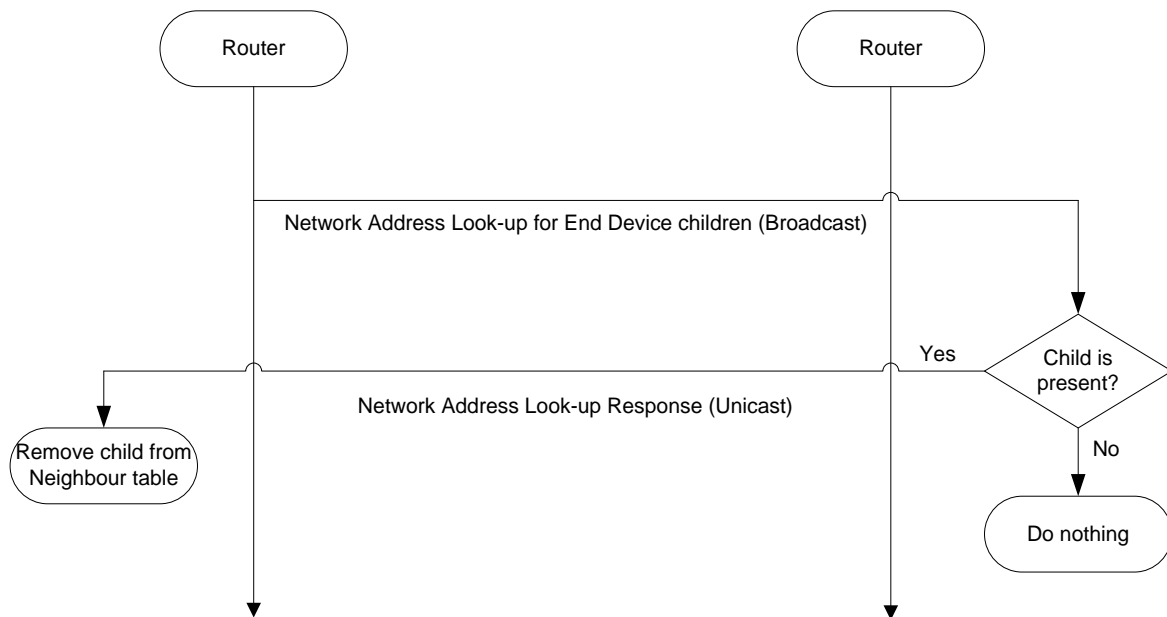 Router
Router
Network Address Look-up for End Device children (Broadcast)
Yes
Child is
present?
Network Address Look-up Response (Unicast)
Remove child from
Neighbour table
No
Do nothing